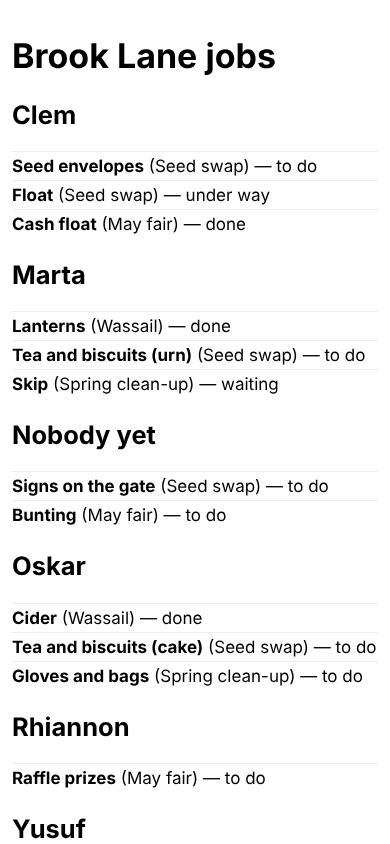 Brook Lane jobs
Clem
Seed envelopes (Seed swap) — to do
Float (Seed swap) — under way
Cash float (May fair) — done
Marta
Lanterns (Wassail) — done
Tea and biscuits (urn) (Seed swap) — to do
Skip (Spring clean-up) — waiting
Nobody yet
Signs on the gate (Seed swap) — to do
Bunting (May fair) — to do
Oskar
Cider (Wassail) — done
Tea and biscuits (cake) (Seed swap) — to do
Gloves and bags (Spring clean-up) — to do
Rhiannon
Raffle prizes (May fair) — to do
Yusuf